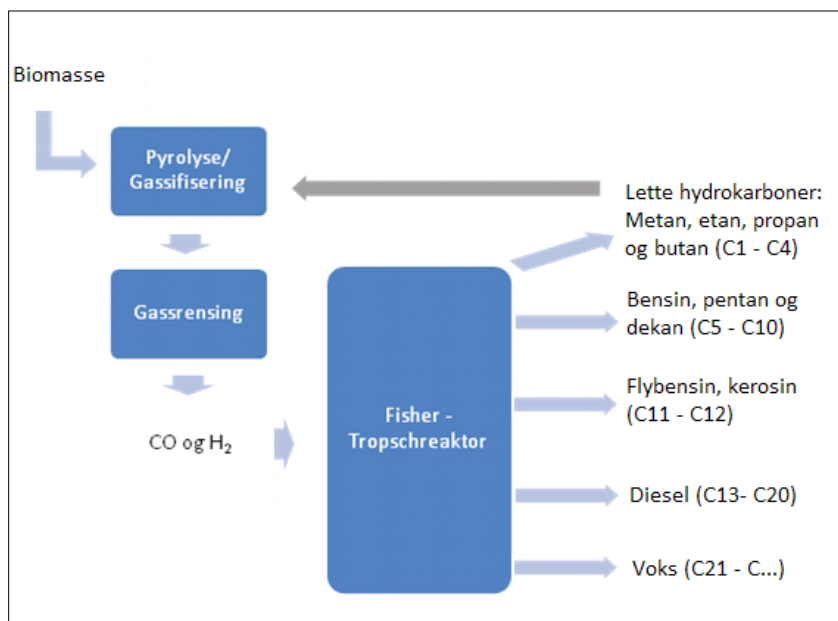 Biomasse
Pyrolyse/
Gassifisering
Gassrensing
CO og H₂
Fisher -
Tropschreaktor
Lette hydrokarboner:
Metan, etan, propan
og butan (C1 - C4)
Bensin, pentan og
dekan (C5 - C10)
Flybensin, kerosin
(C11 - C12)
Diesel (C13- C20)
Voks (C21 - C...)